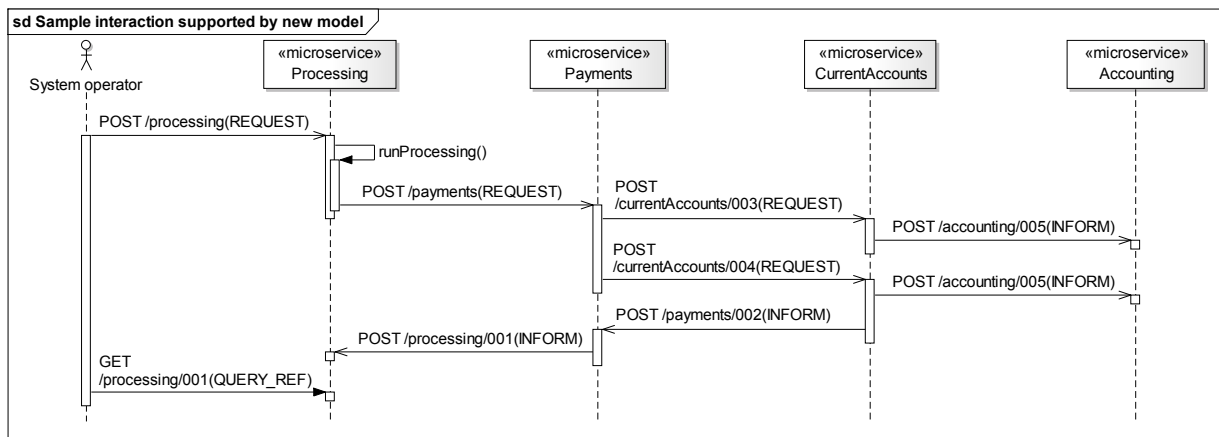 sd Sample interaction supported by new model
System operator
«microservice»
Processing
«microservice»
Payments
«microservice»
CurrentAccounts
«microservice»
Accounting
POST /processing(REQUEST)
runProcessing()
POST /payments(REQUEST)
POST
/currentAccounts/003(REQUEST)
POST /accounting/005(INFORM)
POST
/currentAccounts/004(REQUEST)
POST /accounting/005(INFORM)
POST /payments/002(INFORM)
POST /processing/001(INFORM)
GET
/processing/001(QUERY_REF)